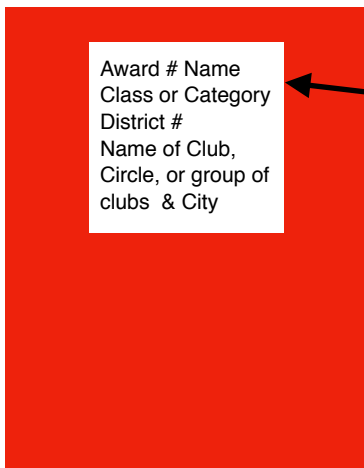 Award # Name
Class or Category
District #
Name of Club,
Circle, or group of
clubs & City